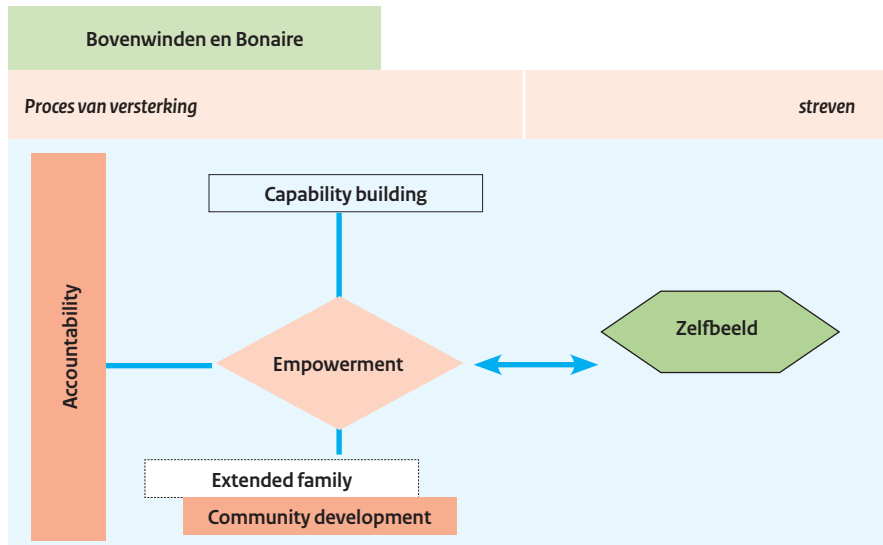 Bovenwinden en Bonaire
Proces van versterking
streven
Capability building
Accountability
Empowerment
Zelfbeeld
Extended family
Community development